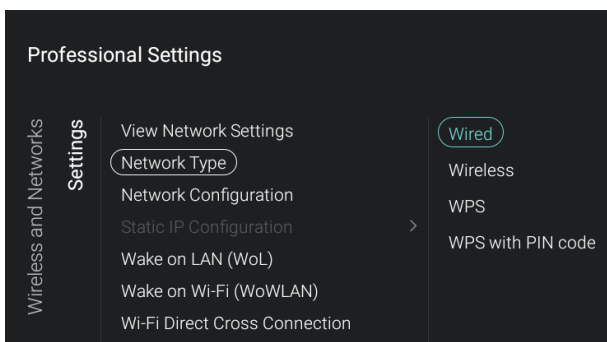 Professional Settings
Wireless and Networks
Settings
View Network Settings
Network Type
Network Configuration
Static IP Configuration >
Wake on LAN (WoL)
Wake on Wi-Fi (WoWLAN)
Wi-Fi Direct Cross Connection
Wired
Wireless
WPS
WPS with PIN code